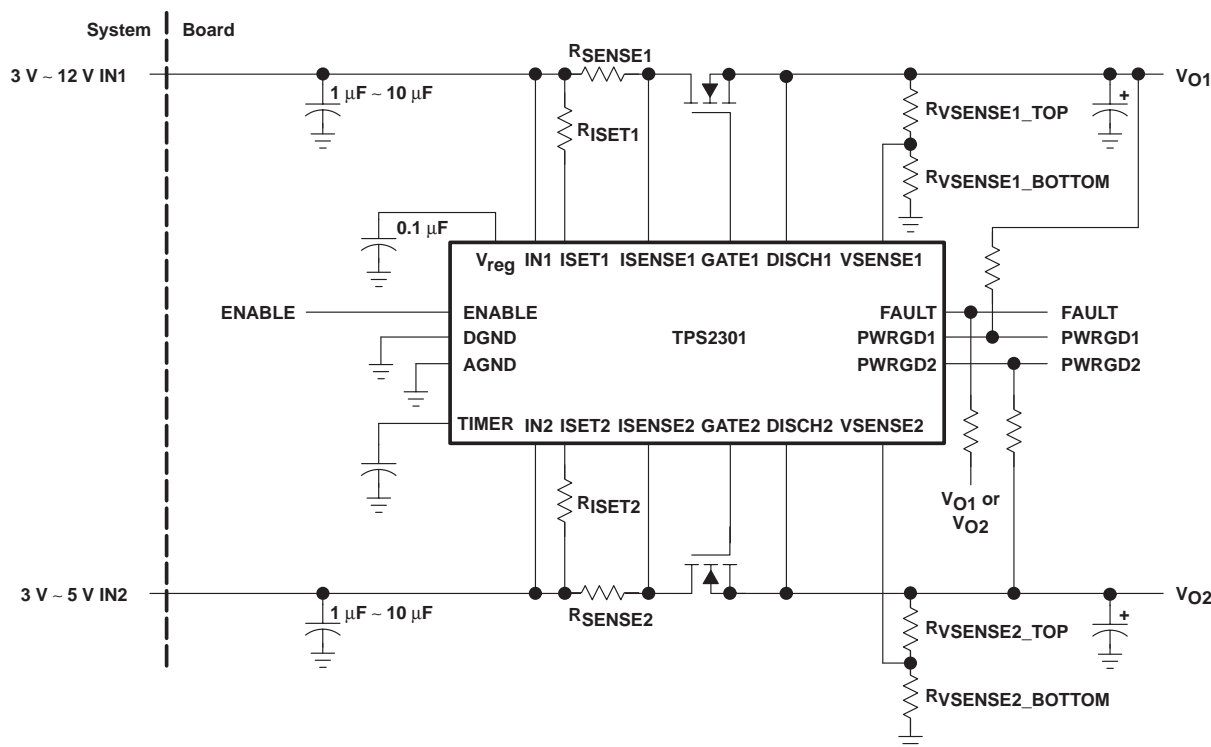 System Board
3 V ~ 12 V IN1
RSENSE1
VO1
1 μF ~ 10 μF
RISET1
RVSENSE1_TOP
+
RVSENSE1_BOTTOM
0.1 μF
Vreg IN1 ISET1 ISENSE1 GATE1 DISCH1 VSENSE1
ENABLE ENABLE FAULT FAULT
DGND TPS2301 PWRGD1 PWRGD1
AGND PWRGD2 PWRGD2
TIMER IN2 ISET2 ISENSE2 GATE2 DISCH2 VSENSE2
RISET2
VO1 or
VO2
3 V ~ 5 V IN2
VO2
1 μF ~ 10 μF
RSENSE2
RVSENSE2_TOP
+
RVSENSE2_BOTTOM